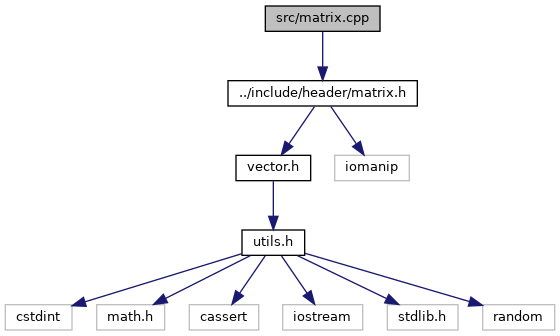 src/matrix.cpp
../include/header/matrix.h
vector.h
iomanip
utils.h
cstdint
math.h
cassert
iostream
stdlib.h
random